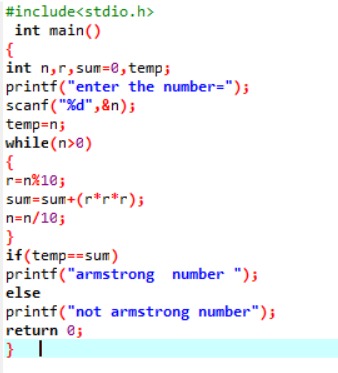 #include<stdio.h>
int main()
{
int n,r,sum=0,temp;
printf("enter the number=");
scanf("%d",&n);
temp=n;
while(n>0)
{
r=n%10;
sum=sum+(r*r*r);
n=n/10;
}
if(temp==sum)
printf("armstrong  number ");
else
printf("not armstrong number");
return 0;
}